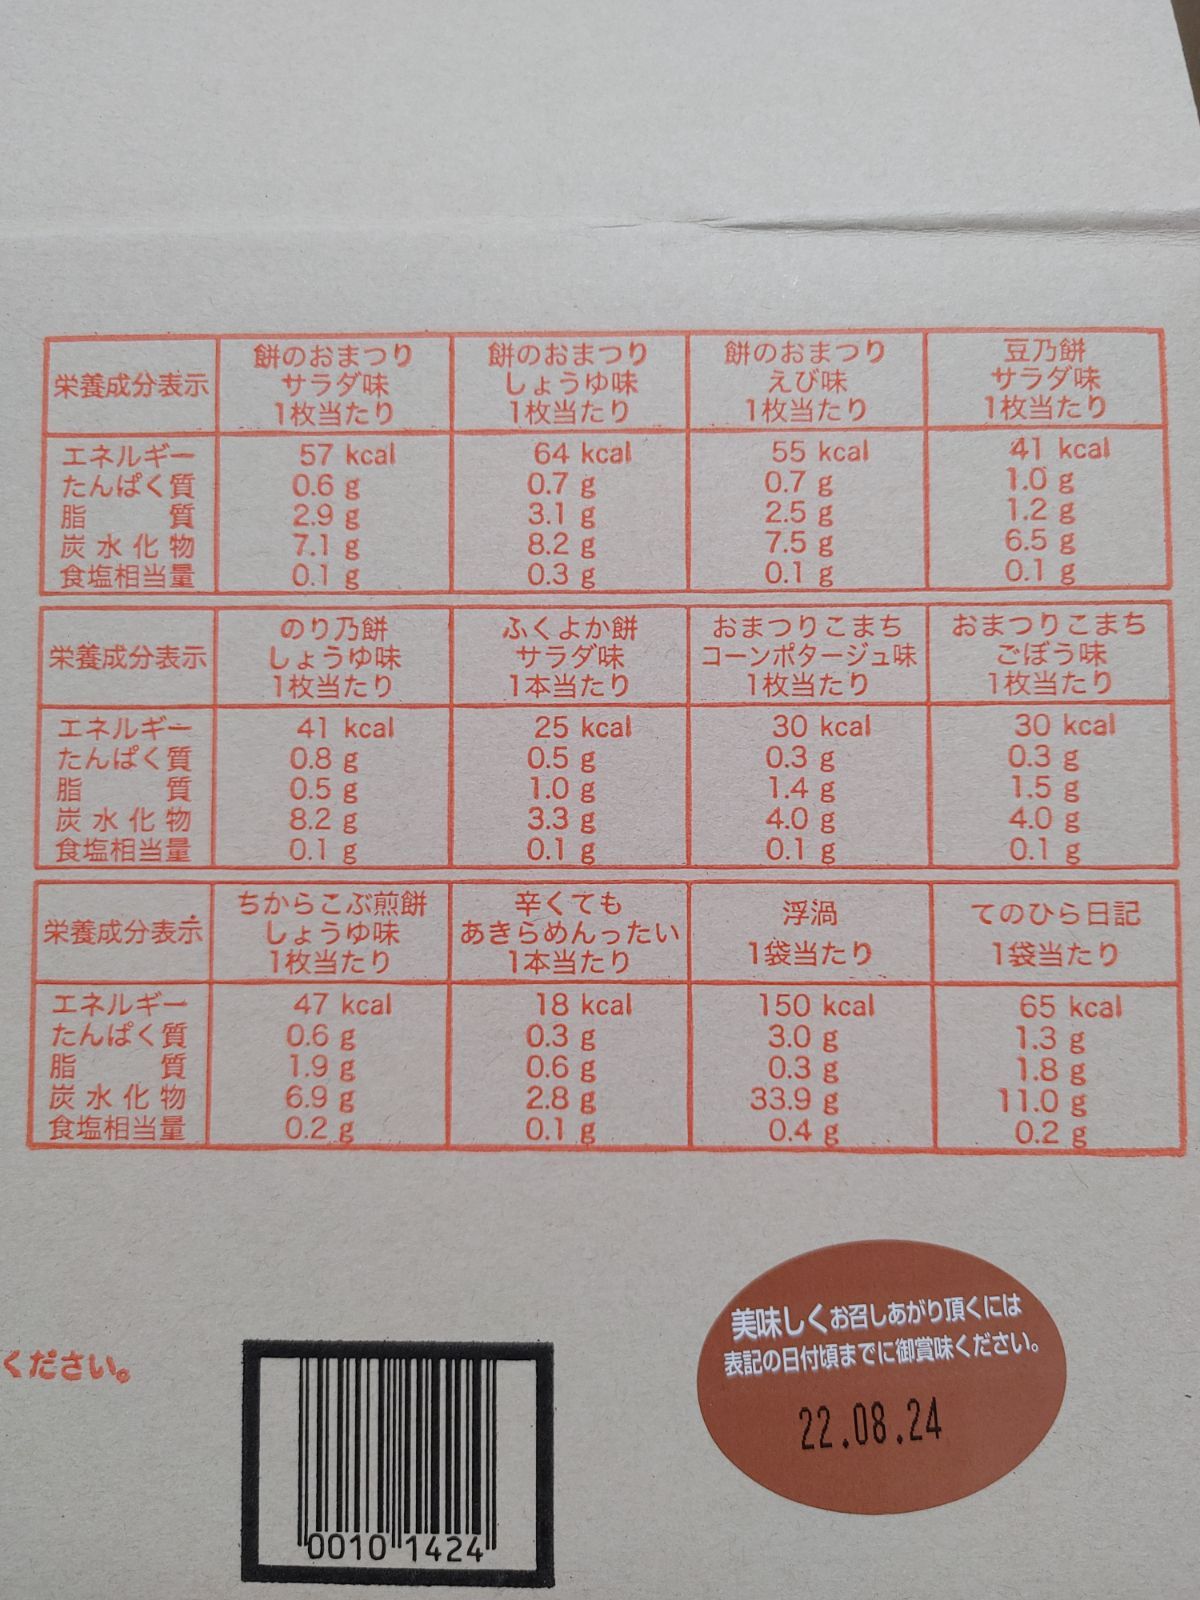 栄養成分表示 餅のおまつり サラダ味 1枚当たり 餅のおまつり しょうゆ味 1枚当たり 餅のおまつり えび味 1枚当たり 豆乃餅 サラダ味 1枚当たり
エネルギー 57 kcal 64 kcal 55 kcal 41 kcal
たんぱく質 0.6 g 0.7 g 0.7 g 1.0 g
脂質 2.9 g 3.1 g 2.5 g 1.2 g
炭水化物 7.1 g 8.2 g 7.5 g 6.5 g
食塩相当量 0.1 g 0.3 g 0.1 g 0.1 g
栄養成分表示 のり乃餅 しょうゆ味 1枚当たり ふくよか餅 サラダ味 1本当たり おまつりこまち コーンポタージュ味 1枚当たり おまつりこまち ごぼう味 1枚当たり
エネルギー 41 kcal 25 kcal 30 kcal 30 kcal
たんぱく質 0.8 g 0.5 g 0.3 g 0.3 g
脂質 0.5 g 1.0 g 1.4 g 1.5 g
炭水化物 8.2 g 3.3 g 4.0 g 4.0 g
食塩相当量 0.1 g 0.1 g 0.1 g 0.1 g
栄養成分表示 ちからこぶ煎餅 しょうゆ味 1枚当たり 辛くても あきらめんったい 1本当たり 浮渦 1袋当たり てのひら日記 1袋当たり
エネルギー 47 kcal 18 kcal 150 kcal 65 kcal
たんぱく質 0.6 g 0.3 g 3.0 g 1.3 g
脂質 1.9 g 0.6 g 0.3 g 1.8 g
炭水化物 6.9 g 2.8 g 33.9 g 11.0 g
食塩相当量 0.2 g 0.1 g 0.4 g 0.2 g
ください。
0010 1424
美味しくお召しあがり頂くには
表記の日付頃までに御賞味ください。
22.08.24